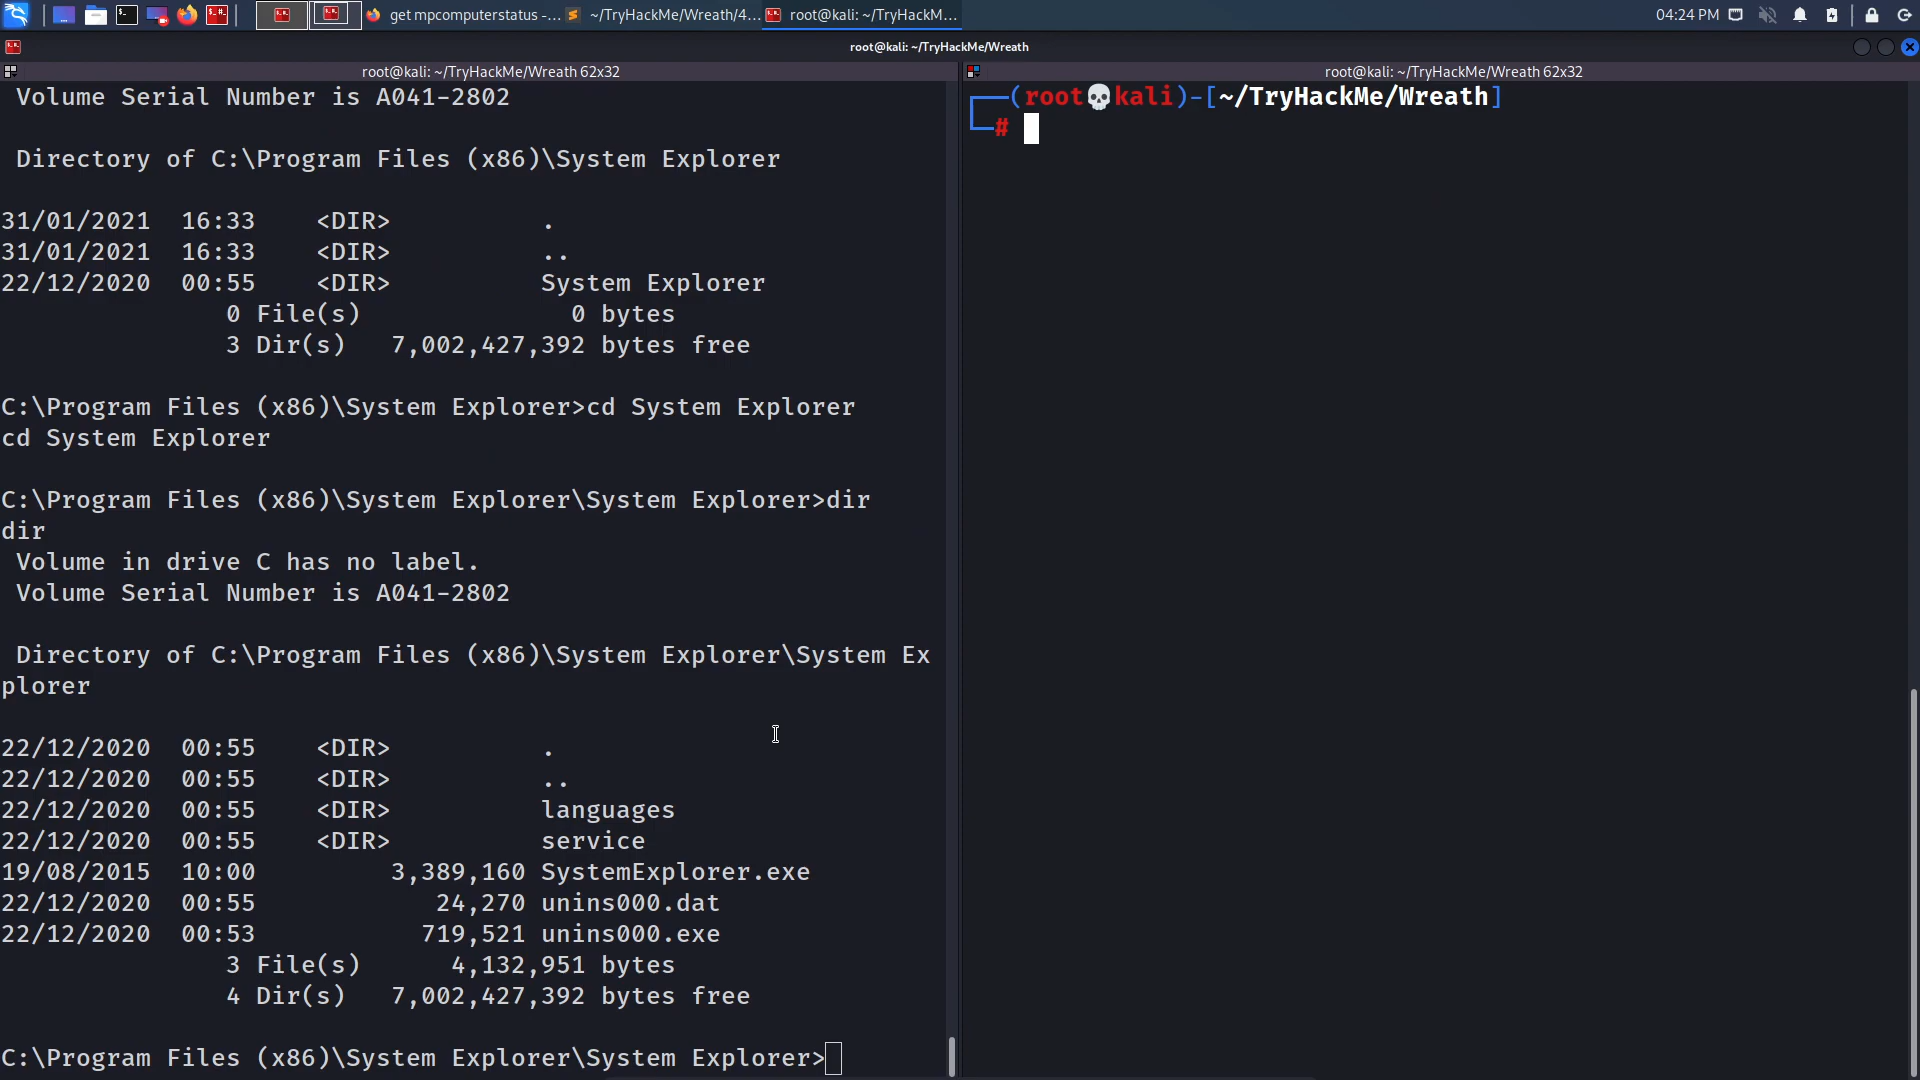 get mpcomputerstatus -...
~/TryHackMe/Wreath/4...
root@kali: ~/TryHackM...
04:24 PM
root@kali: ~/TryHackMe/Wreath
root@kali: ~/TryHackMe/Wreath 62x32
Volume Serial Number is A041-2802
Directory of C:\Program Files (x86)\System Explorer
31/01/2021  16:33    <DIR>          .
31/01/2021  16:33    <DIR>          ..
22/12/2020  00:55    <DIR>          System Explorer
               0 File(s)              0 bytes
               3 Dir(s)   7,002,427,392 bytes free
C:\Program Files (x86)\System Explorer>cd System Explorer
cd System Explorer
C:\Program Files (x86)\System Explorer\System Explorer>dir
dir
Volume in drive C has no label.
Volume Serial Number is A041-2802
Directory of C:\Program Files (x86)\System Explorer\System Ex
plorer
22/12/2020  00:55    <DIR>          .
22/12/2020  00:55    <DIR>          ..
22/12/2020  00:55    <DIR>          languages
22/12/2020  00:55    <DIR>          service
19/08/2015  10:00         3,389,160 SystemExplorer.exe
22/12/2020  00:55            24,270 unins000.dat
22/12/2020  00:53           719,521 unins000.exe
               3 File(s)      4,132,951 bytes
               4 Dir(s)   7,002,427,392 bytes free
C:\Program Files (x86)\System Explorer\System Explorer>
root@kali: ~/TryHackMe/Wreath 62x32
┌──(root💀kali)-[~/TryHackMe/Wreath]
└─#